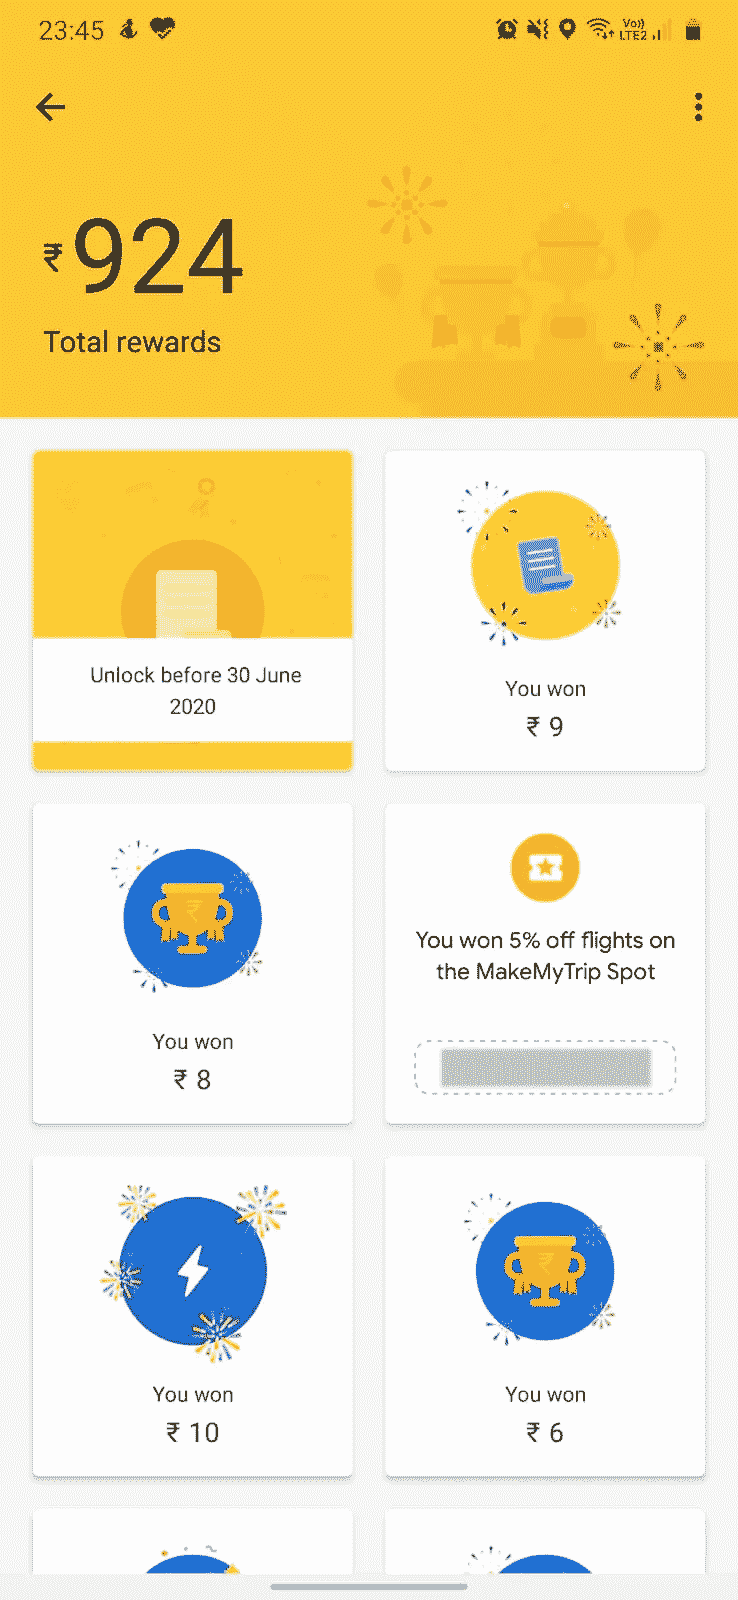 23:45
Vo))
LTE2
₹924
Total rewards
Unlock before 30 June
2020
You won
₹ 9
You won
₹ 8
You won 5% off flights on
the MakeMyTrip Spot
You won
₹ 10
You won
₹ 6